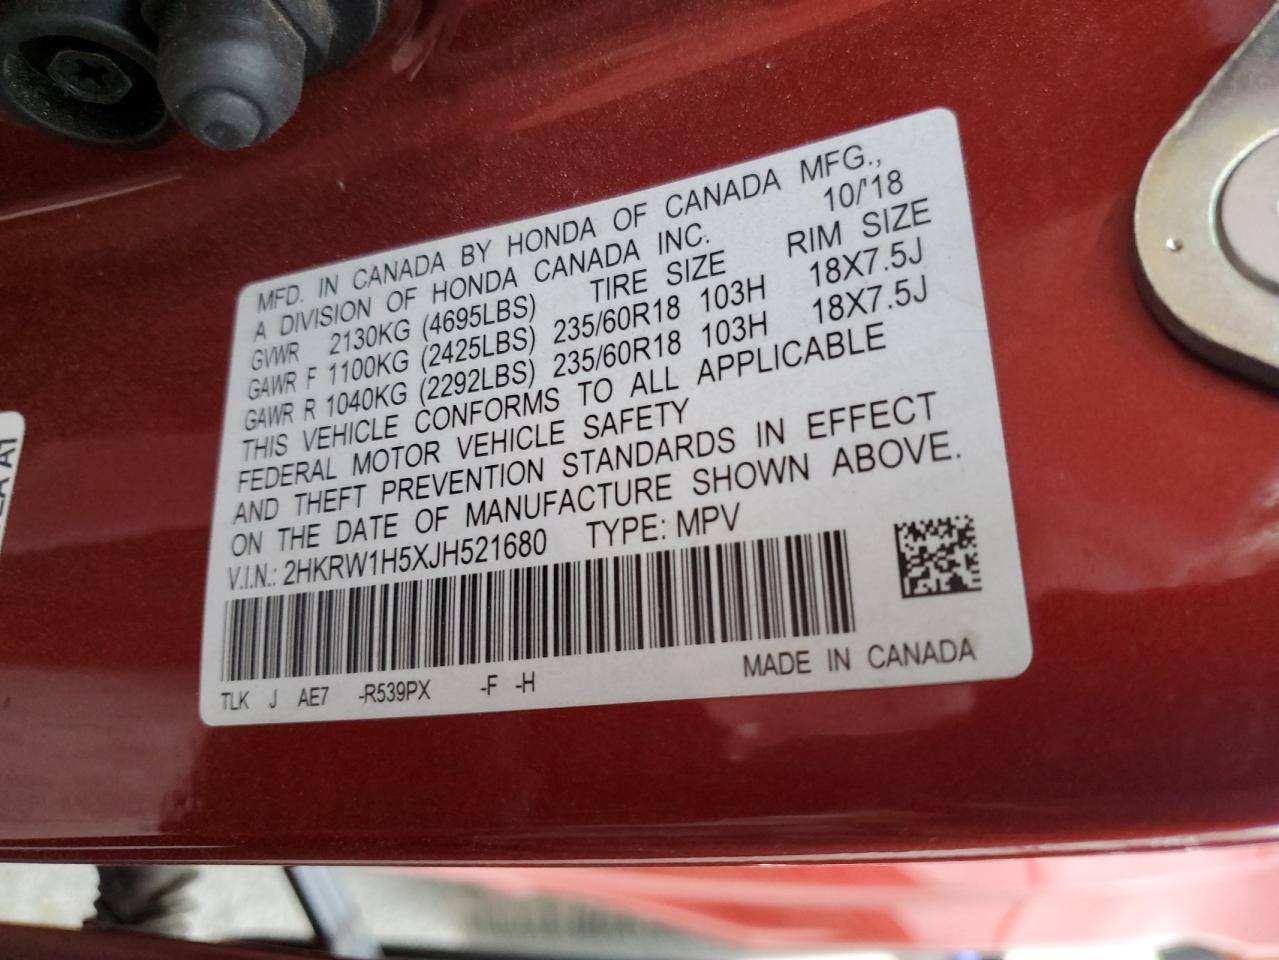 MFD. IN CANADA BY HONDA OF CANADA MFG.,
A DIVISION OF HONDA CANADA INC. 10/'18
GVWR 2130KG (4695LBS) TIRE SIZE RIM SIZE
GAWR F 1100KG (2425LBS) 235/60R18 103H 18X7.5J
GAWR R 1040KG (2292LBS) 235/60R18 103H 18X7.5J
THIS VEHICLE CONFORMS TO ALL APPLICABLE
FEDERAL MOTOR VEHICLE SAFETY
AND THEFT PREVENTION STANDARDS IN EFFECT
ON THE DATE OF MANUFACTURE SHOWN ABOVE.
V.I.N.: 2HKRW1H5XJH521680 TYPE: MPV
TLK J AE7 -R539PX -F -H MADE IN CANADA
A1